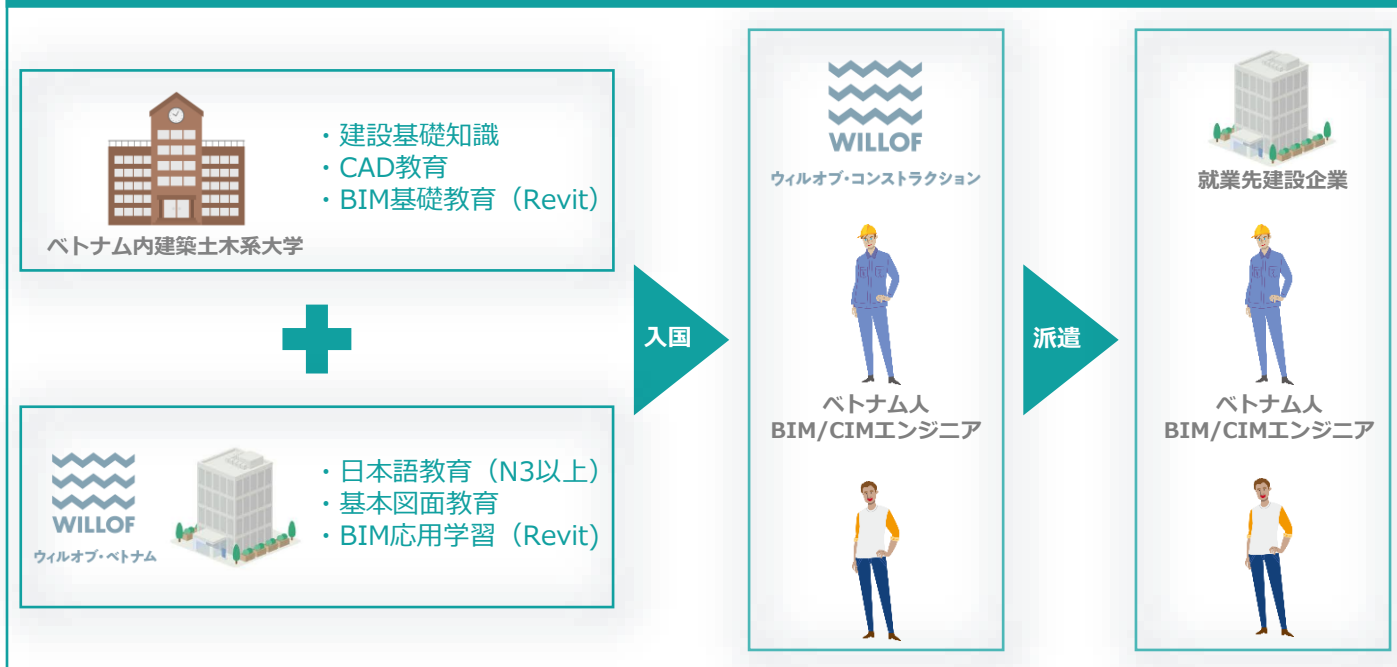 ・建設基礎知識
・CAD教育
・BIM基礎教育（Revit）
ベトナム内建築土木系大学
WILLOF
ウィルオブ・ベトナム
・日本語教育（N3以上）
・基本図面教育
・BIM応用学習（Revit)
入国
WILLOF
ウィルオブ・コンストラクション
ベトナム人
BIM/CIMエンジニア
派遣
就業先建設企業
ベトナム人
BIM/CIMエンジニア